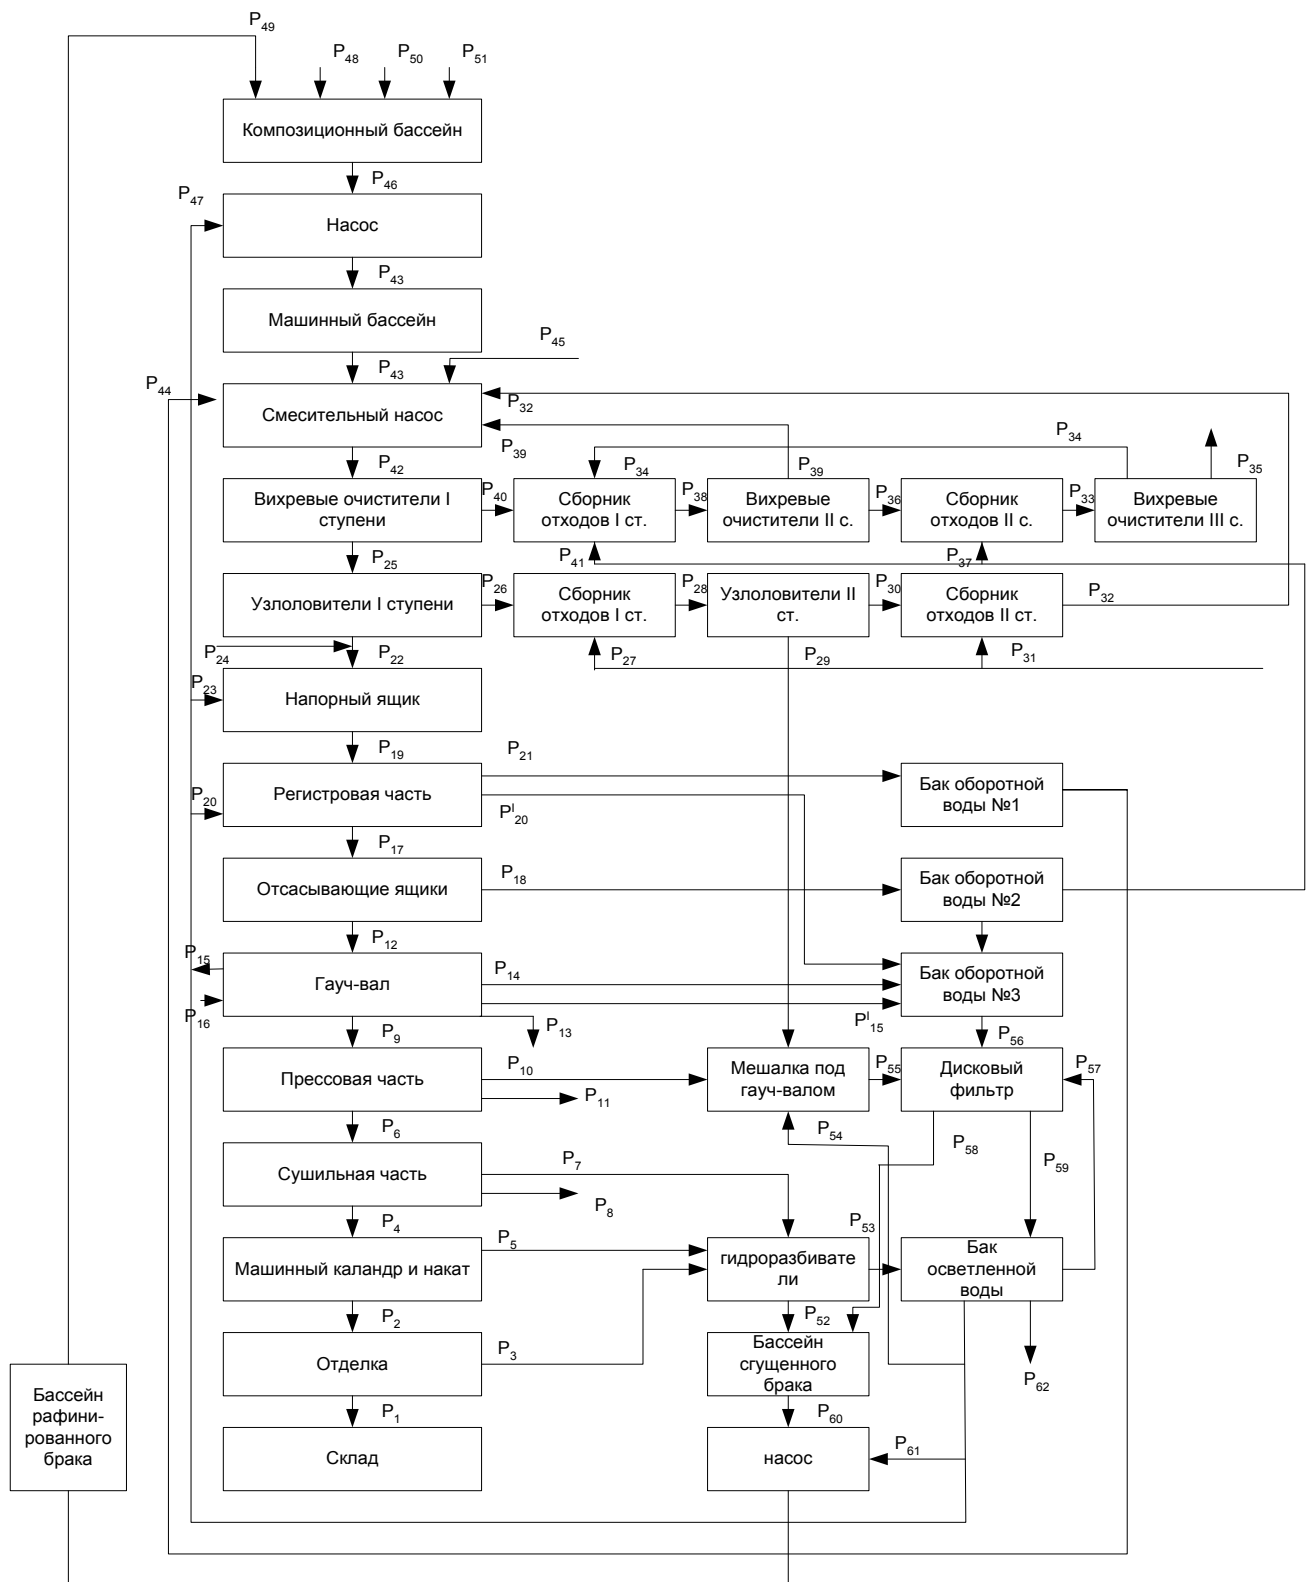 P49
P48
P50
P51
Композиционный бассейн
P46
P47
Насос
P43
Машинный бассейн
P45
P43
P44
Смесительный насос
P32
P39
P34
P42
P40
P34
P38
P39
P36
P33
P35
Вихревые очистители I
ступени
Сборник
отходов I ст.
Вихревые
очистители II с.
Сборник
отходов II с.
Вихревые
очистители III с.
P25
P41
P37
P26
P28
P30
P32
Узлоловители I ступени
Сборник
отходов I ст.
Узлоловители II
ст.
Сборник
отходов II ст.
P24
P22
P27
P29
P31
P23
Напорный ящик
P19
P21
P20
Регистровая часть
PI20
Бак оборотной
воды №1
P17
Отсасывающие ящики
P18
Бак оборотной
воды №2
P12
P15
Гауч-вал
P14
Бак оборотной
воды №3
P16
P9
P13
PI15
P56
Прессовая часть
P10
P11
Мешалка под
гауч-валом
P55
Дисковый
фильтр
P57
P6
P54
P58
P59
Сушильная часть
P7
P8
P4
P5
P53
Машинный каландр и накат
гидроразбивате
ли
Бак
осветленной
воды
P2
P52
Отделка
P3
Бассейн
сгущенного
брака
P62
Бассейн
рафини-
рованного
брака
P1
P60
Склад
насос
P61